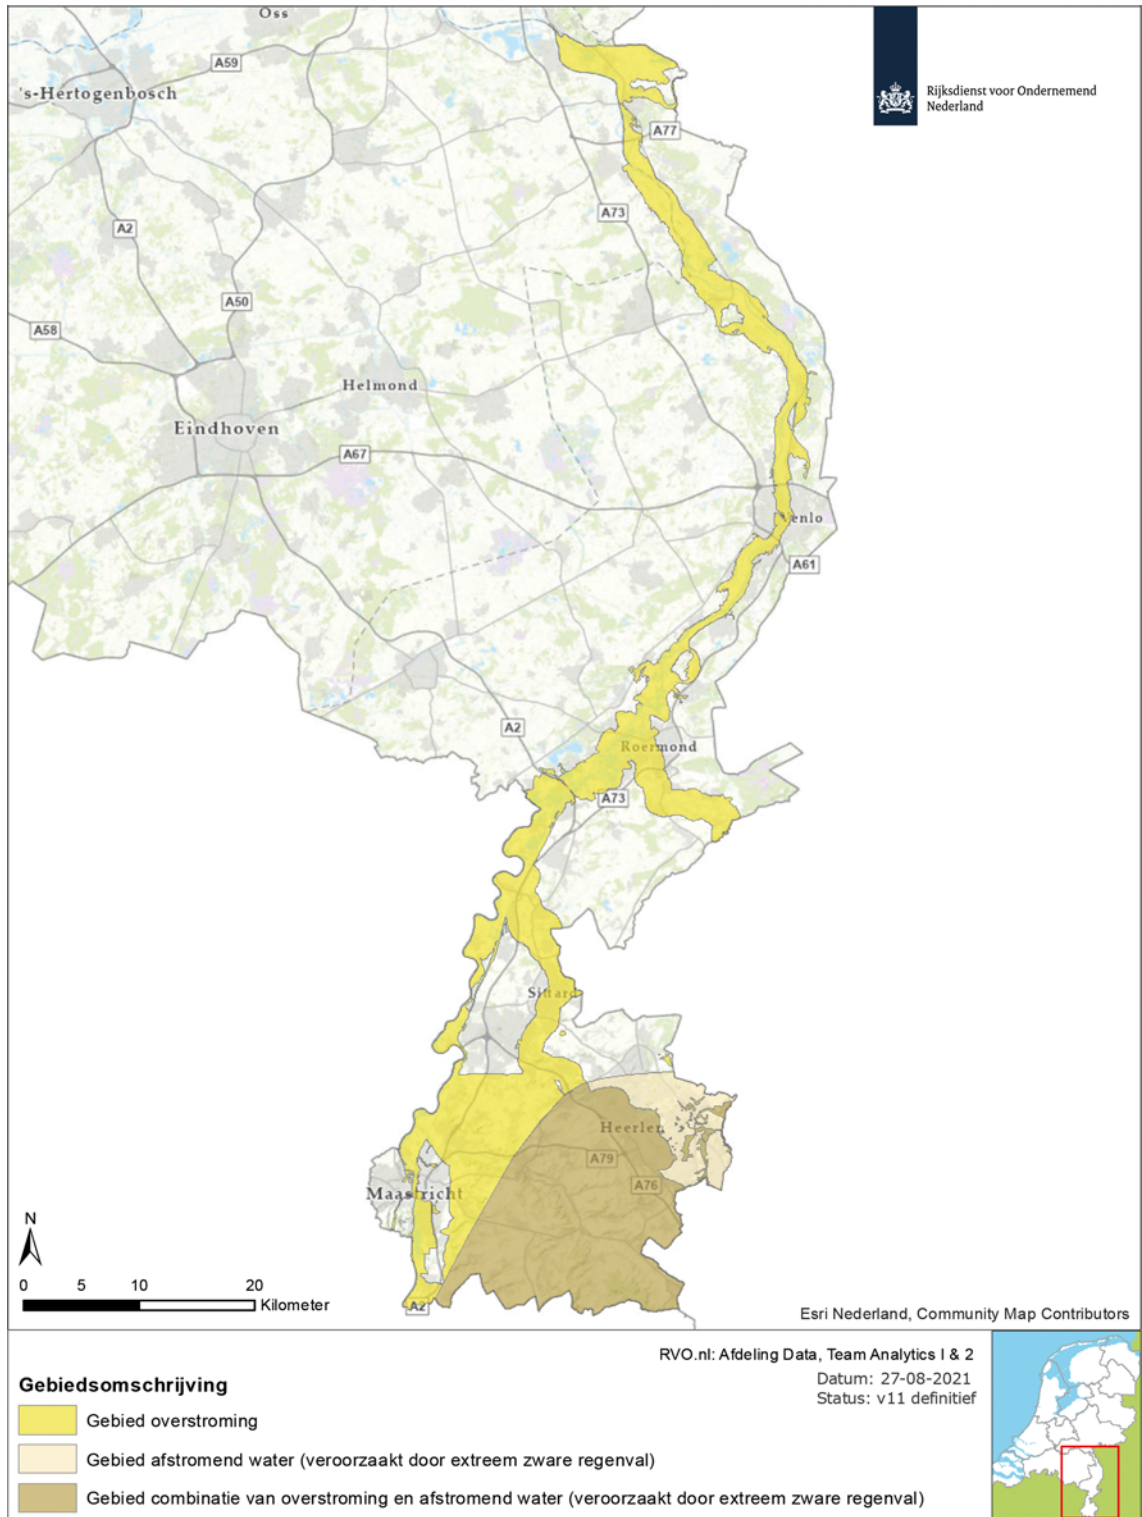 Oss
A59
's-Hertogenbosch
Rijksdienst voor Ondernemend
Nederland
A77
A73
A2
A50
A58
Helmond
Eindhoven
A67
Venlo
A61
A2
Roermond
A73
Sittard
Heerlen
A79
A76
Maastricht
N
0 5 10 20
Kilometer
A2
Esri Nederland, Community Map Contributors
RVO.nl: Afdeling Data, Team Analytics I & 2
Datum: 27-08-2021
Status: v11 definitief
Gebiedsomschrijving
Gebied overstroming
Gebied afstromend water (veroorzaakt door extreem zware regenval)
Gebied combinatie van overstroming en afstromend water (veroorzaakt door extreem zware regenval)